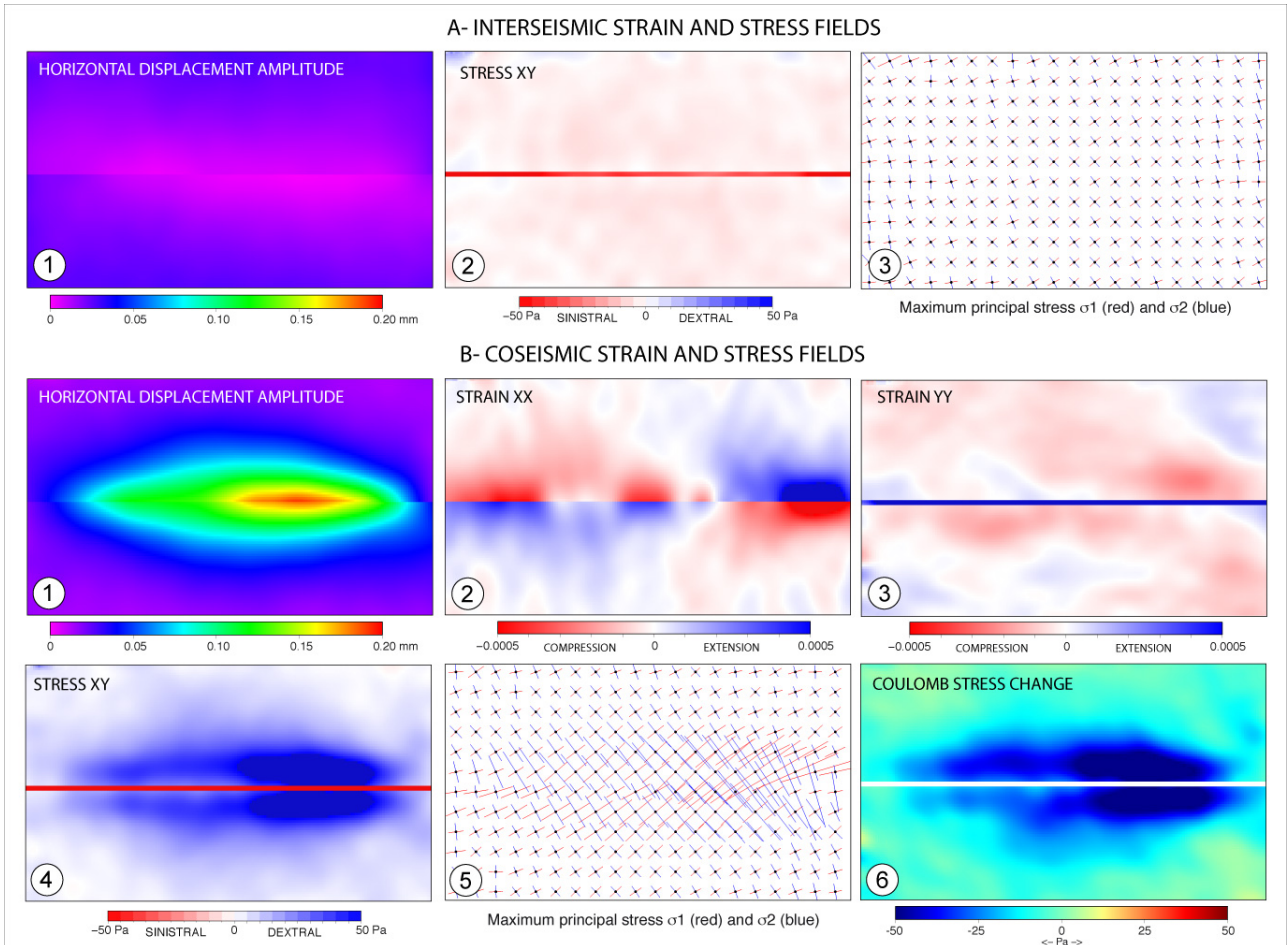 A- INTERSEISMIC STRAIN AND STRESS FIELDS
HORIZONTAL DISPLACEMENT AMPLITUDE
1
0 0.05 0.10 0.15 0.20 mm
STRESS XY
2
−50 Pa SINISTRAL 0 DEXTRAL 50 Pa
3
Maximum principal stress σ1 (red) and σ2 (blue)
B- COSEISMIC STRAIN AND STRESS FIELDS
HORIZONTAL DISPLACEMENT AMPLITUDE
1
0 0.05 0.10 0.15 0.20 mm
STRAIN XX
2
−0.0005 COMPRESSION 0 EXTENSION 0.0005
STRAIN YY
3
−0.0005 COMPRESSION 0 EXTENSION 0.0005
STRESS XY
4
−50 Pa SINISTRAL 0 DEXTRAL 50 Pa
5
Maximum principal stress σ1 (red) and σ2 (blue)
COULOMB STRESS CHANGE
6
-50 -25 0 25 50
<- Pa ->